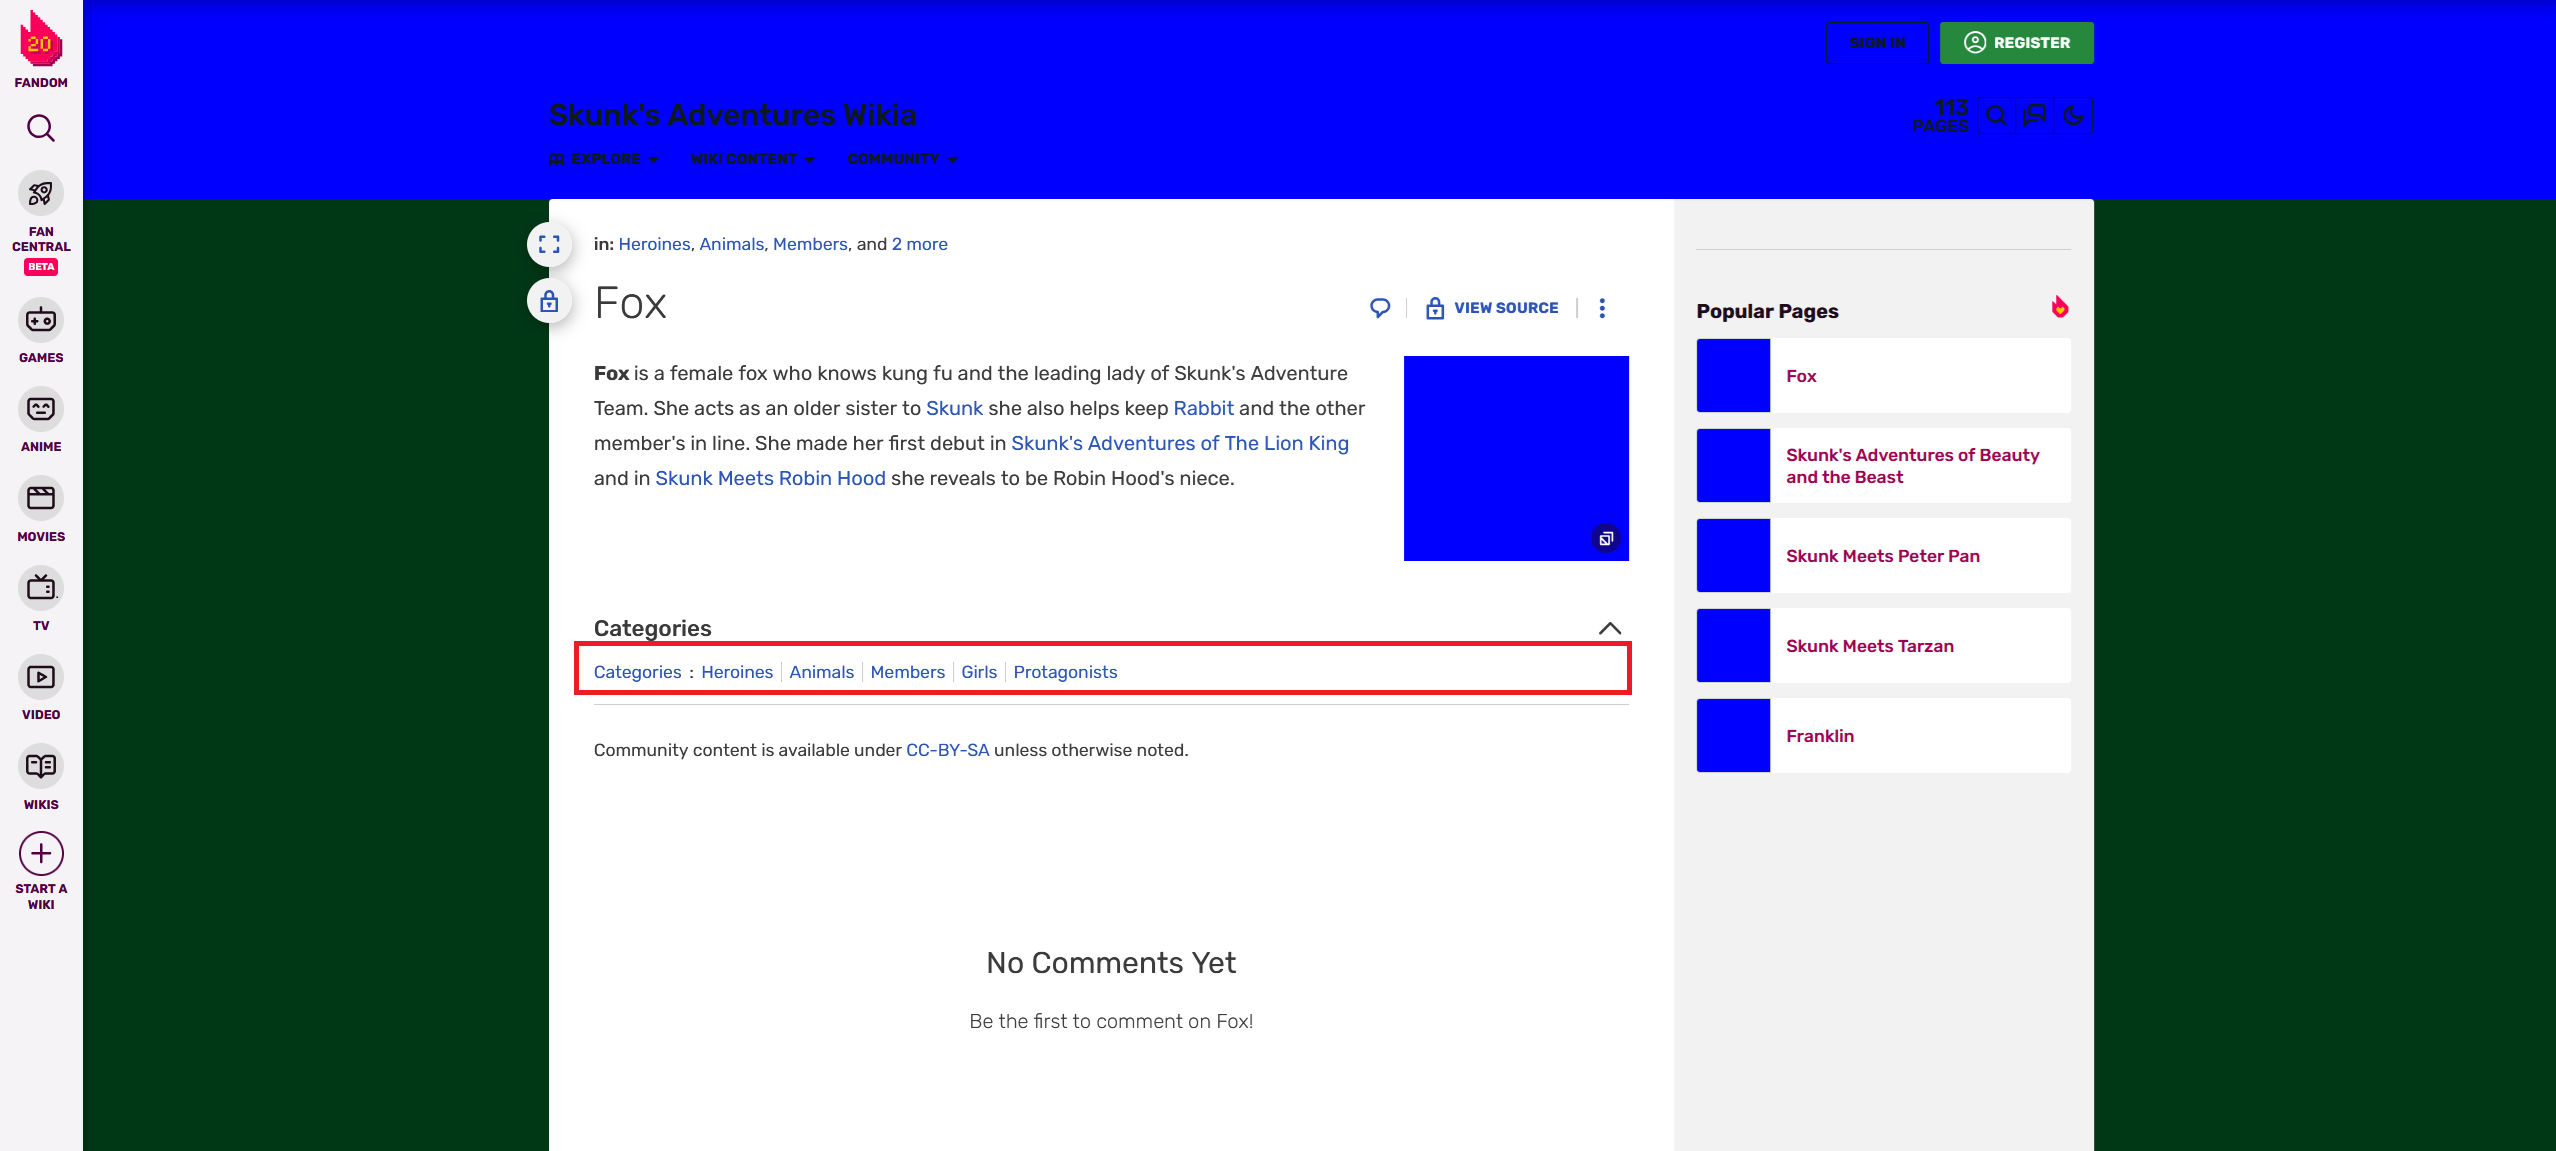 20
FANDOM
FAN
CENTRAL
BETA
GAMES
ANIME
MOVIES
TV
VIDEO
WIKIS
START A
WIKI
SIGN IN
REGISTER
Skunk's Adventures Wikia
113
PAGES
EXPLORE
WIKI CONTENT
COMMUNITY
in: Heroines, Animals, Members, and 2 more
Fox
VIEW SOURCE
Fox is a female fox who knows kung fu and the leading lady of Skunk's Adventure
Team. She acts as an older sister to Skunk she also helps keep Rabbit and the other
member's in line. She made her first debut in Skunk's Adventures of The Lion King
and in Skunk Meets Robin Hood she reveals to be Robin Hood's niece.
Categories
Categories : Heroines Animals Members Girls Protagonists
Community content is available under CC-BY-SA unless otherwise noted.
No Comments Yet
Be the first to comment on Fox!
Popular Pages
Fox
Skunk's Adventures of Beauty
and the Beast
Skunk Meets Peter Pan
Skunk Meets Tarzan
Franklin